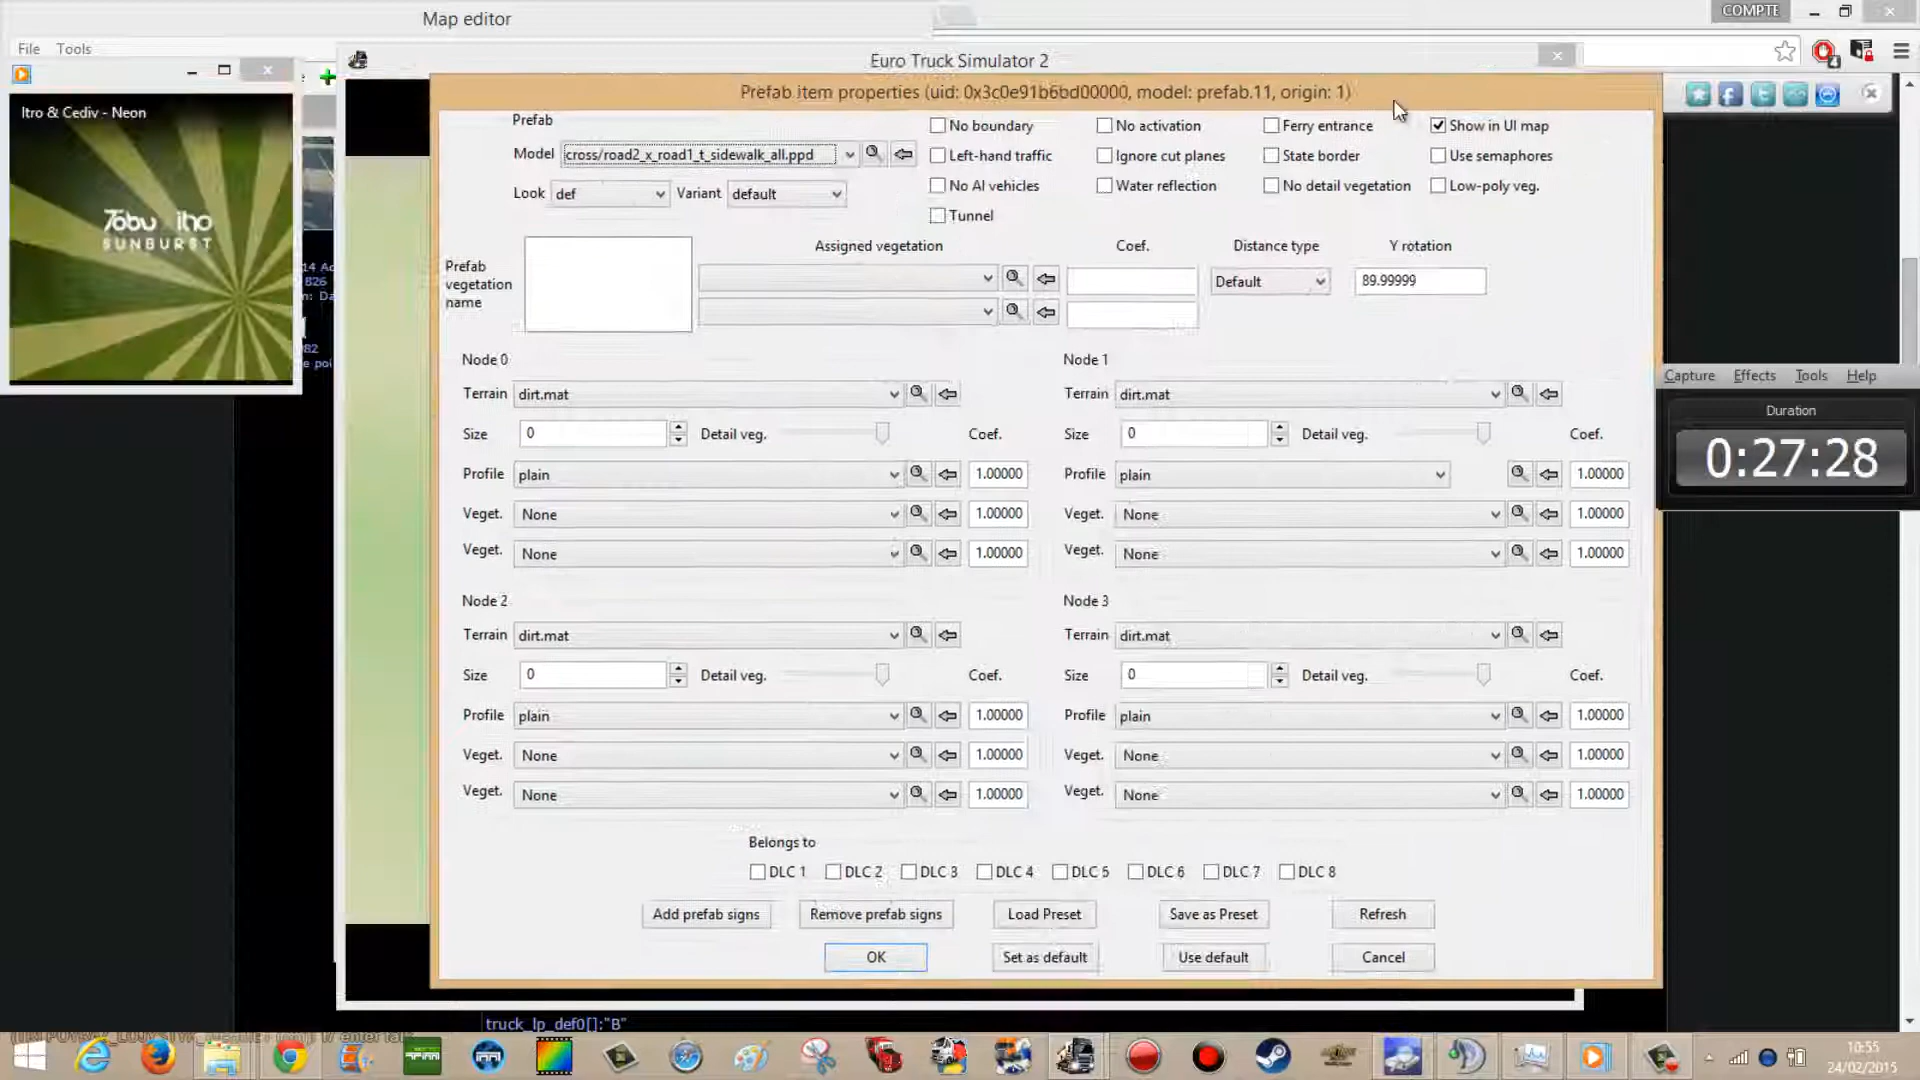 Map editor
COMPTE
File Tools
Euro Truck Simulator 2
Prefab item properties (uid: 0x3c0e91b6bd00000, model: prefab.11, origin: 1)
Itro & Cediv - Neon
Tobu
SUNBURST
Prefab
No boundary
No activation
Ferry entrance
Show in UI map
Model cross/road2_x_road1_t_sidewalk_all.ppd
Left-hand traffic
Ignore cut planes
State border
Use semaphores
Look def Variant default
No AI vehicles
Water reflection
No detail vegetation
Low-poly veg.
Tunnel
Assigned vegetation Coef. Distance type Y rotation
Prefab
vegetation
name
Default 89.99999
Node 0
Terrain dirt.mat
Size 0 Detail veg. Coef.
Profile plain 1.00000
Veget. None 1.00000
Veget. None 1.00000
Node 1
Terrain dirt.mat
Size 0 Detail veg. Coef.
Profile plain 1.00000
Veget. None 1.00000
Veget. None 1.00000
Node 2
Terrain dirt.mat
Size 0 Detail veg. Coef.
Profile plain 1.00000
Veget. None 1.00000
Veget. None 1.00000
Node 3
Terrain dirt.mat
Size 0 Detail veg. Coef.
Profile plain 1.00000
Veget. None 1.00000
Veget. None 1.00000
Belongs to
DLC 1 DLC 2 DLC 3 DLC 4 DLC 5 DLC 6 DLC 7 DLC 8
Add prefab signs Remove prefab signs Load Preset Save as Preset Refresh
OK Set as default Use default Cancel
Capture Effects Tools Help
Duration
0:27:28
truck_lp_def0[]:"B"
10:55
24/02/2015